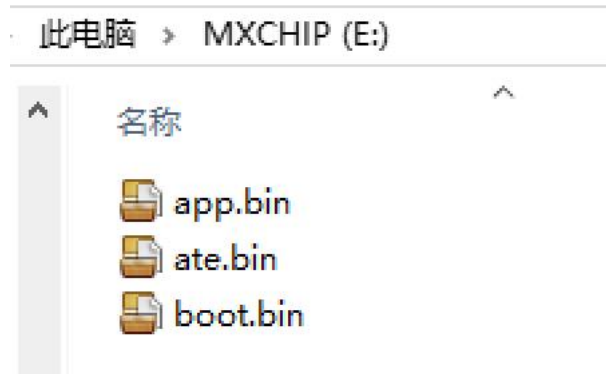 此电脑 > MXCHIP (E:)
名称
app.bin
ate.bin
boot.bin